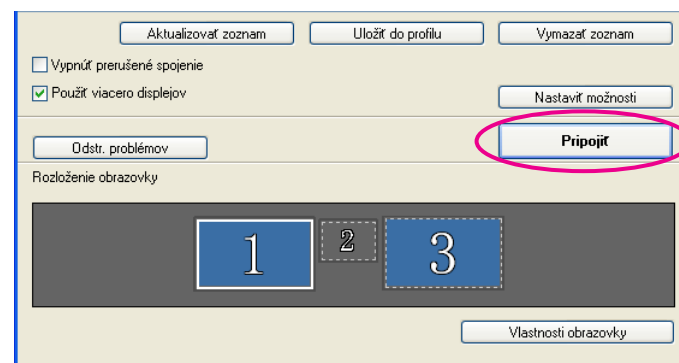 Aktualizovať zoznam Uložiť do profilu Vymazať zoznam
Vypnúť prerušené spojenie
Použiť viacero displejov
Nastaviť možnosti
Odstr. problémov Pripojiť
Rozloženie obrazovky
1 2 3
Vlastnosti obrazovky